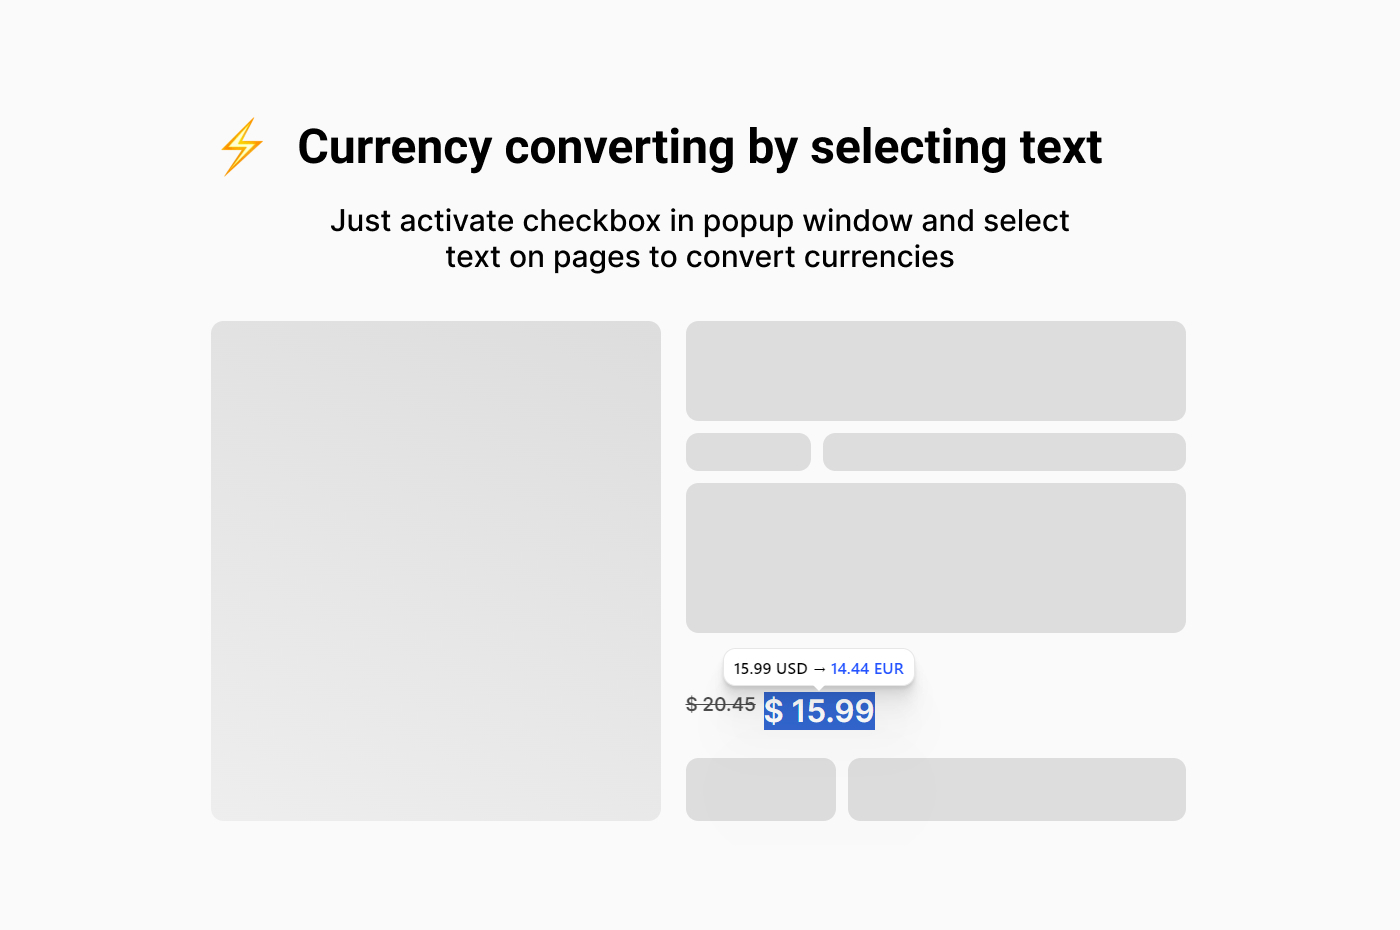 ⚡ Currency converting by selecting text
Just activate checkbox in popup window and select
text on pages to convert currencies
15.99 USD → 14.44 EUR
$ 20.45 $ 15.99